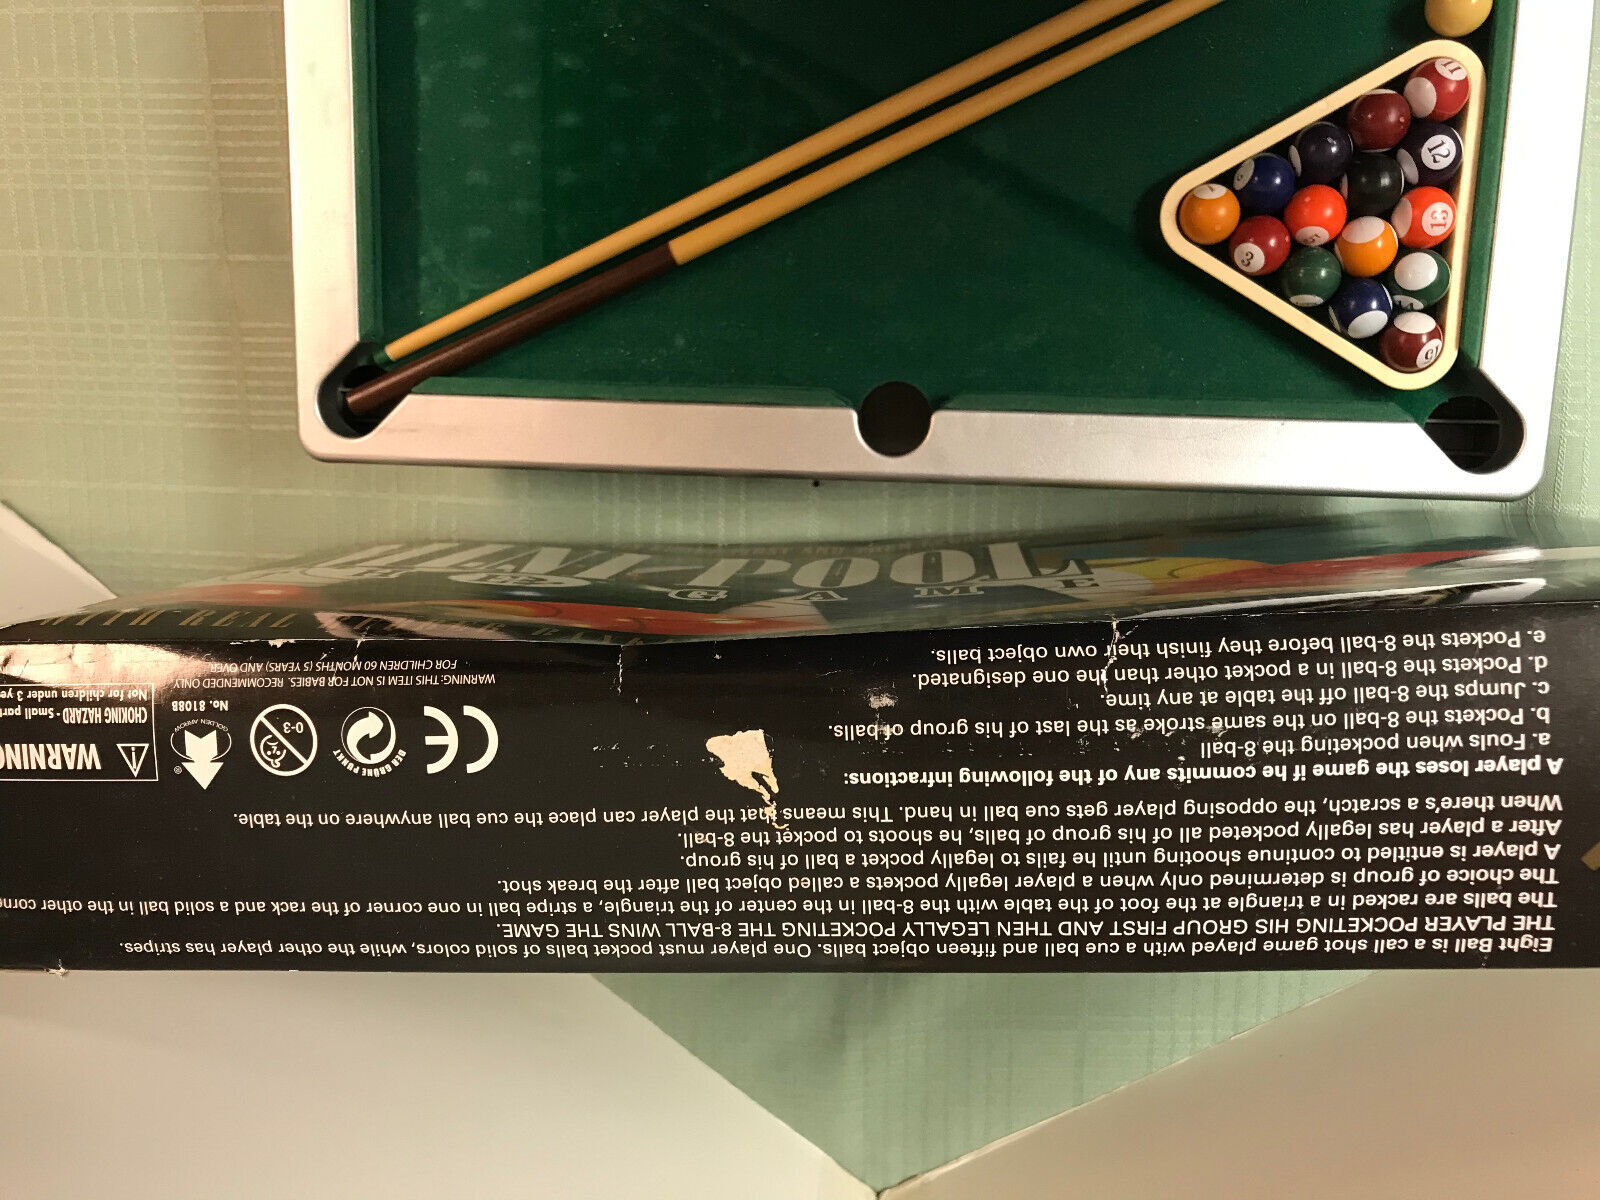 Eight Ball is a call shot game played with a cue ball and fifteen object balls. One player must pocket balls of solid colors, while the other player has stripes.
THE PLAYER POCKETING HIS GROUP FIRST AND THEN LEGALLY POCKETING THE 8-BALL WINS THE GAME.
The balls are racked in a triangle at the foot of the table with the 8-ball in the center of the triangle, a stripe ball in one corner of the rack and a solid ball in the other
The choice of group is determined only when a player legally pockets a called object ball after the break shot.
A player is entitled to continue shooting until he fails to legally pocket a ball of his group.
After a player has legally pocketed all of his group of balls, he shoots to pocket the 8-ball.
When there's a scratch, the opposing player gets cue ball in hand. This means that the player can place the cue ball anywhere on the table.
A player loses the game if he commits any of the following infractions:
a. Fouls when pocketing the 8-ball
b. Pockets the 8-ball on the same stroke as the last of his group of balls.
c. Jumps the 8-ball off the table at any time.
d. Pockets the 8-ball in a pocket other than the one designated.
e. Pockets the 8-ball before they finish their own object balls.
WARNING
CHOKING HAZARD - Small
Not for children under 3
®
GOLDEN ARROW
No. 8108B
0-3
DER GRÜNE PUNKT
CE
WARNING: THIS ITEM IS NOT FOR BABIES. RECOMMENDED ONLY
FOR CHILDREN 60 MONTHS (5 YEARS) AND OVER
MINI POOL
GAME
WITH REAL
11
12
13
3
15